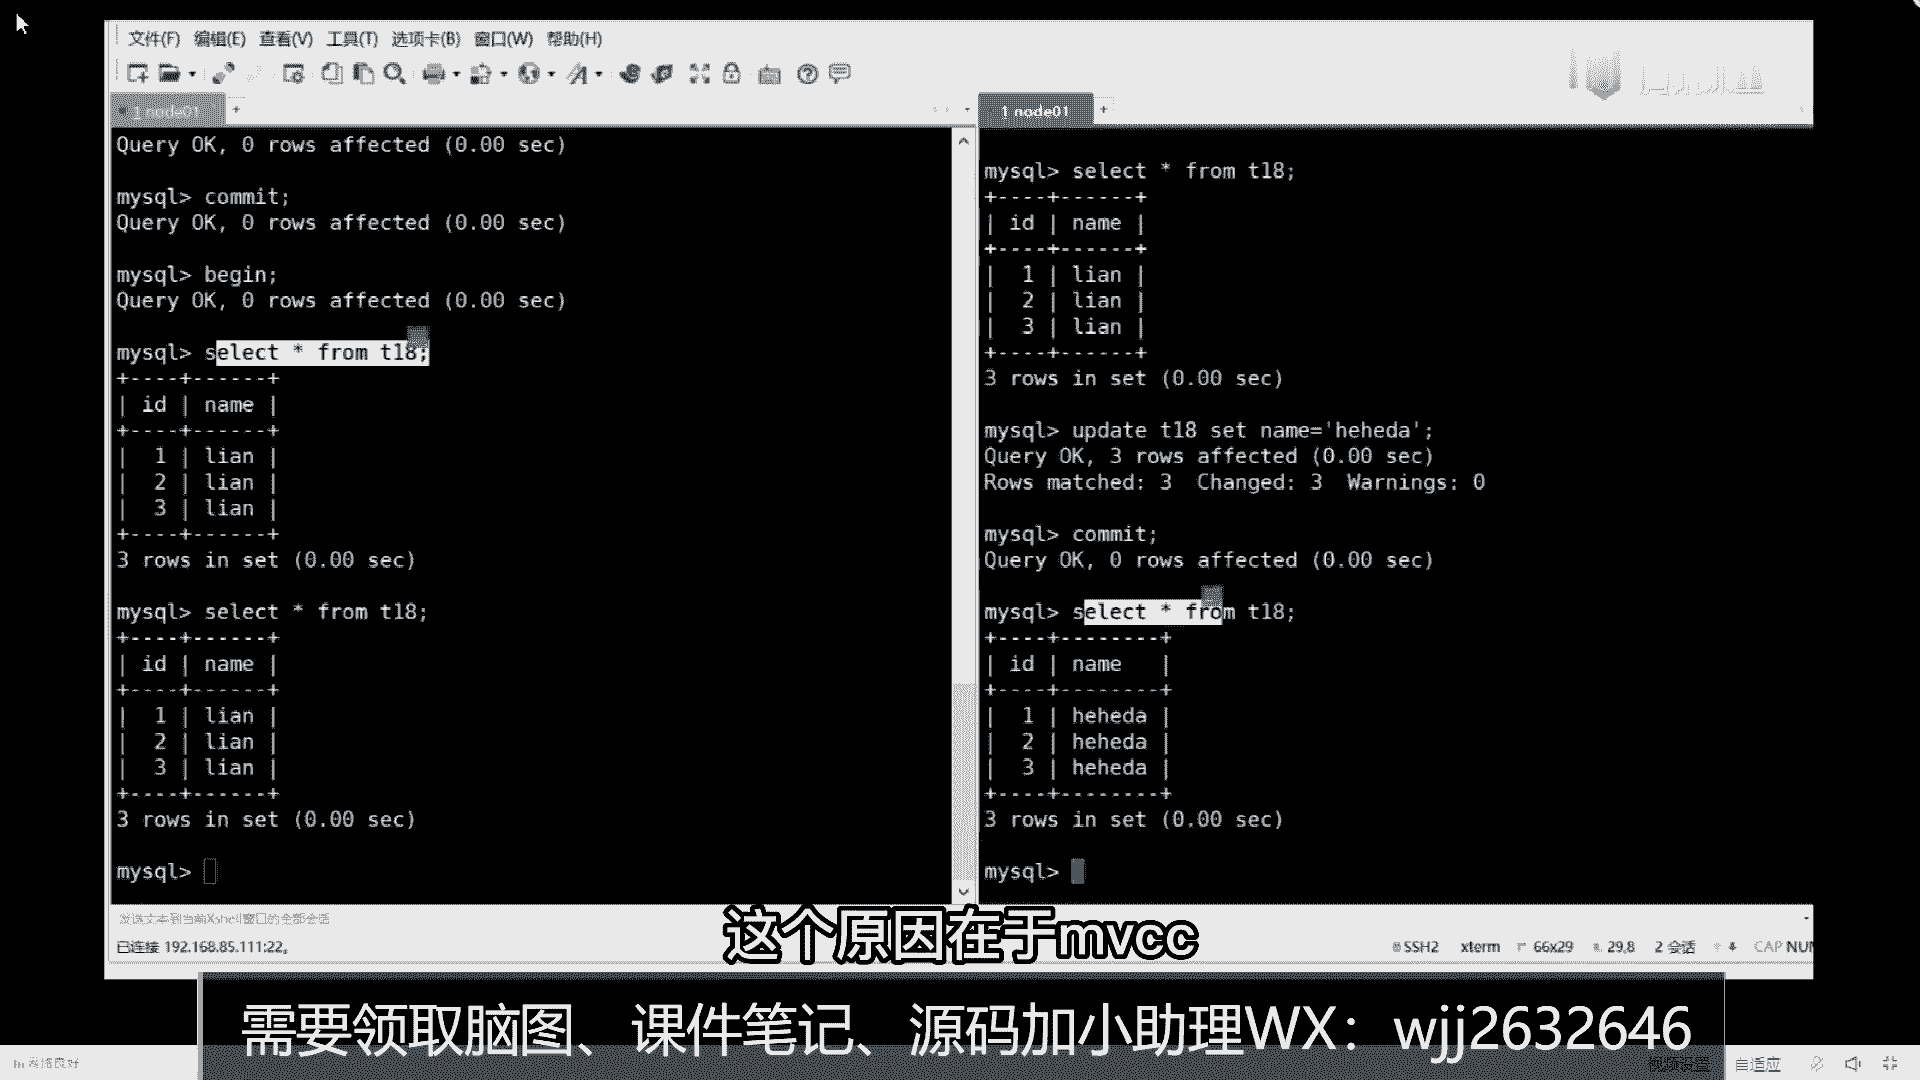 文件(F) 编辑(E) 查看(V) 工具(T) 选项卡(B) 窗口(W) 帮助(H)
1 node01 +
Query OK, 0 rows affected (0.00 sec)
mysql> commit;
Query OK, 0 rows affected (0.00 sec)
mysql> begin;
Query OK, 0 rows affected (0.00 sec)
mysql> select * from t18;
+----+------+
| id | name |
+----+------+
| 1 | lian |
| 2 | lian |
| 3 | lian |
+----+------+
3 rows in set (0.00 sec)
mysql> select * from t18;
+----+------+
| id | name |
+----+------+
| 1 | lian |
| 2 | lian |
| 3 | lian |
+----+------+
3 rows in set (0.00 sec)
mysql>
1 node01 +
mysql> select * from t18;
+----+------+
| id | name |
+----+------+
| 1 | lian |
| 2 | lian |
| 3 | lian |
+----+------+
3 rows in set (0.00 sec)
mysql> update t18 set name='heheda';
Query OK, 3 rows affected (0.00 sec)
Rows matched: 3  Changed: 3  Warnings: 0
mysql> commit;
Query OK, 0 rows affected (0.00 sec)
mysql> select * from t18;
+----+--------+
| id | name   |
+----+--------+
| 1 | heheda |
| 2 | heheda |
| 3 | heheda |
+----+--------+
3 rows in set (0.00 sec)
mysql>
发送文本到当前Xshell窗口的全部会话
已连接 192.168.85.111:22。
SSH2 xterm 66x29 29,8 2 会话 CAP NUM
这个原因在于mvcc
需要领取脑图、课件笔记、源码加小助理WX：wjj2632646
网络良好
视频设置 自适应